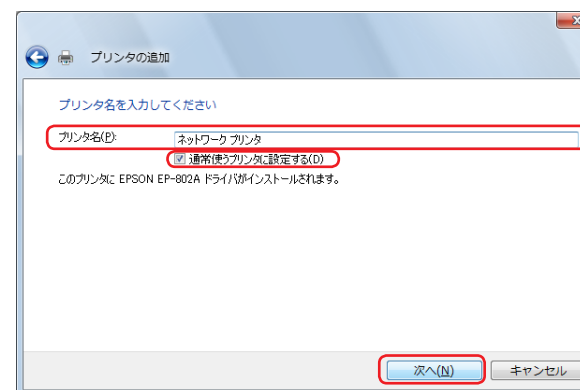 プリンタの追加
プリンタ名を入力してください
プリンタ名(P): ネットワーク プリンタ
通常使うプリンタに設定する(D)
このプリンタに EPSON EP-802A ドライバがインストールされます。
次へ(N) キャンセル